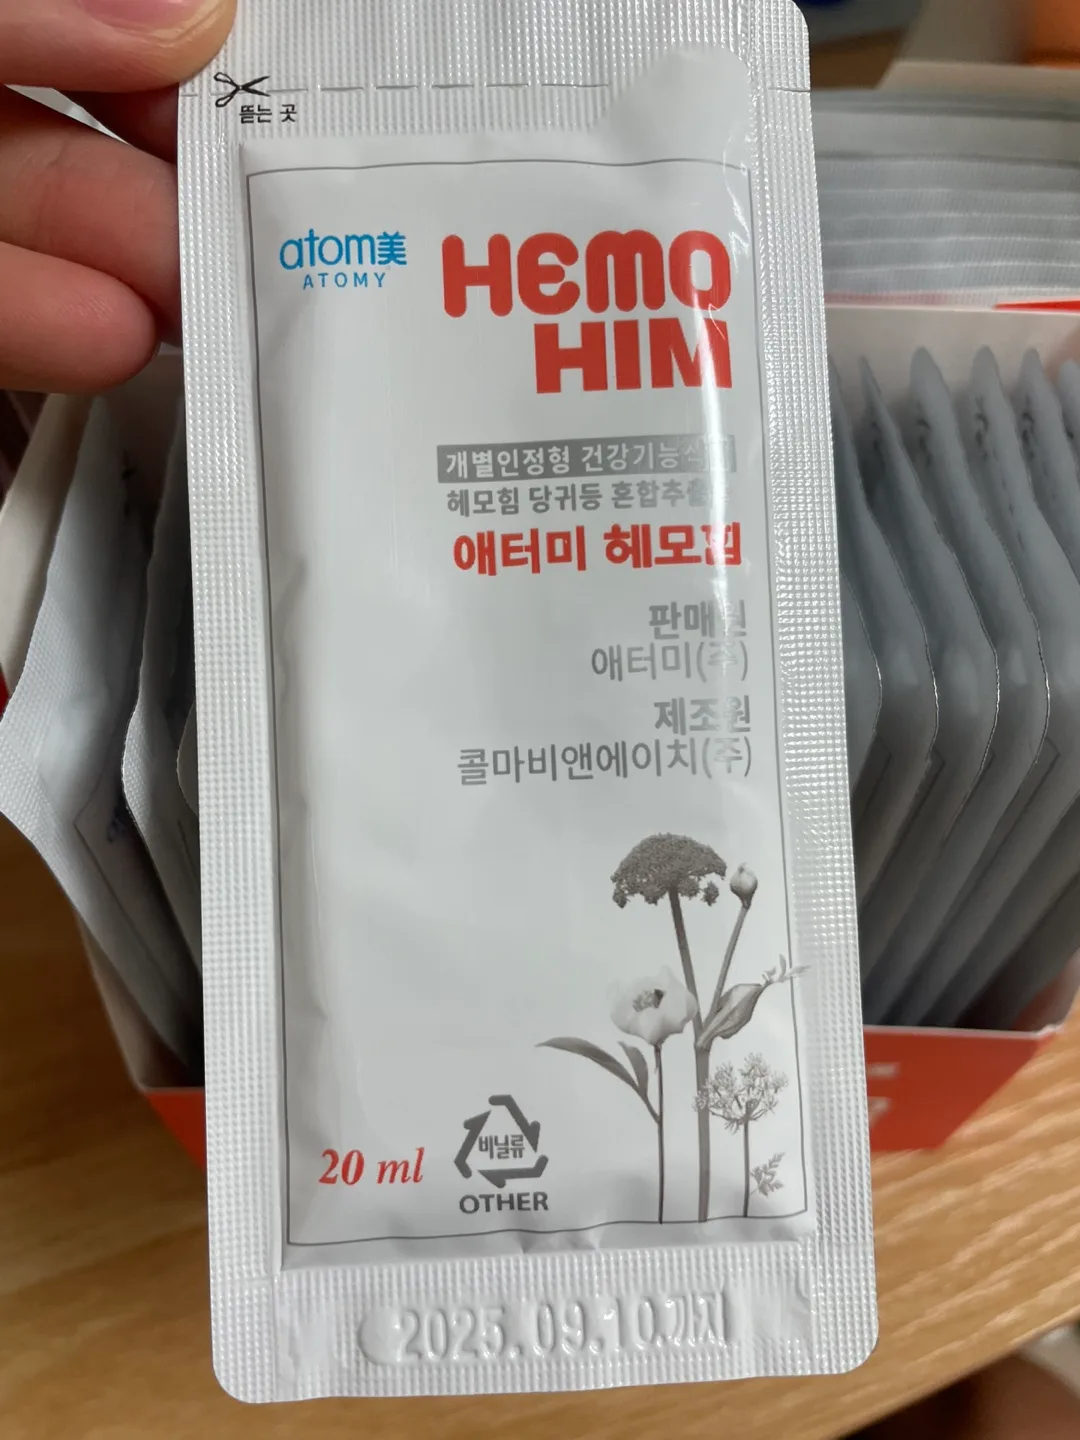 뜯는 곳
atom美
ATOMY
HEMO
HIM
개별인정형 건강기능식품
헤모힘 당귀등 혼합추출물
애터미 헤모힘
판매원
애터미(주)
제조원
콜마비앤에이치(주)
비닐류
OTHER
20 ml
2025.09.10.까지